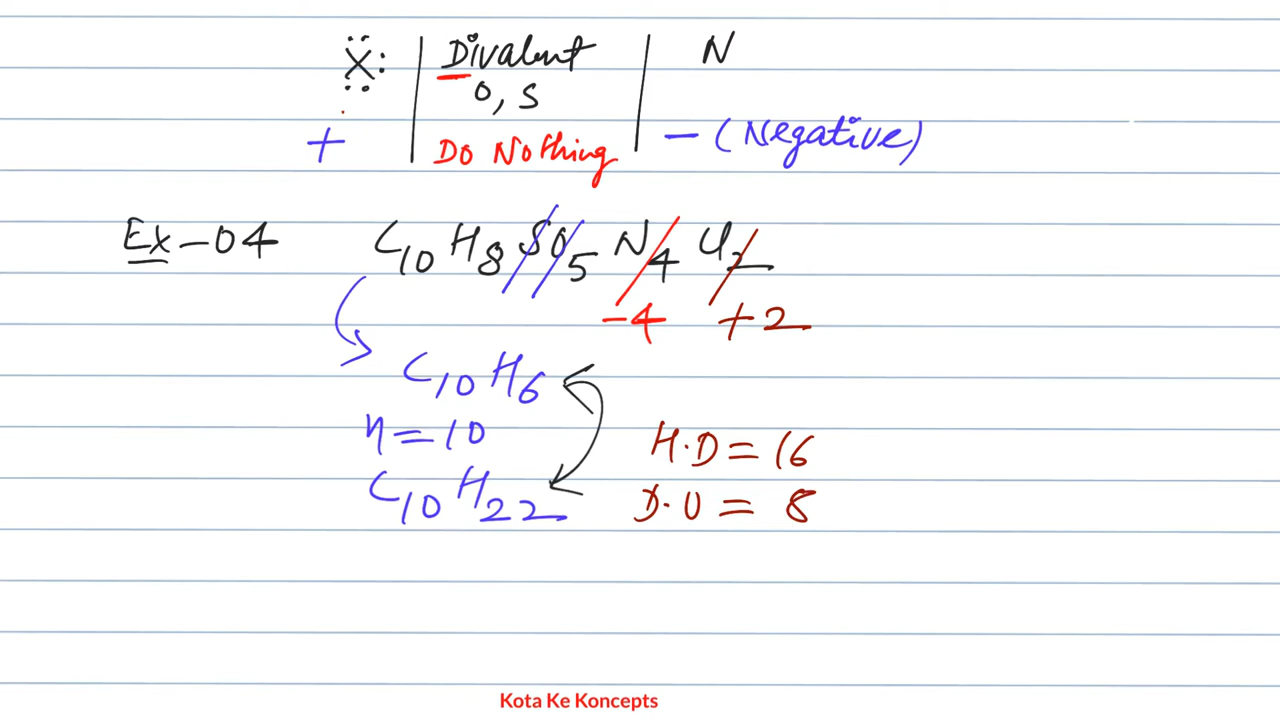 X | Divalent | N
O, S
+ | Do Nothing | - (Negative)
Ex-04 C10H8SO5N4Cl2
-4 +2
C10H6
n=10 H.D=16
C10H22 D.U=8
Kota Ke Koncepts